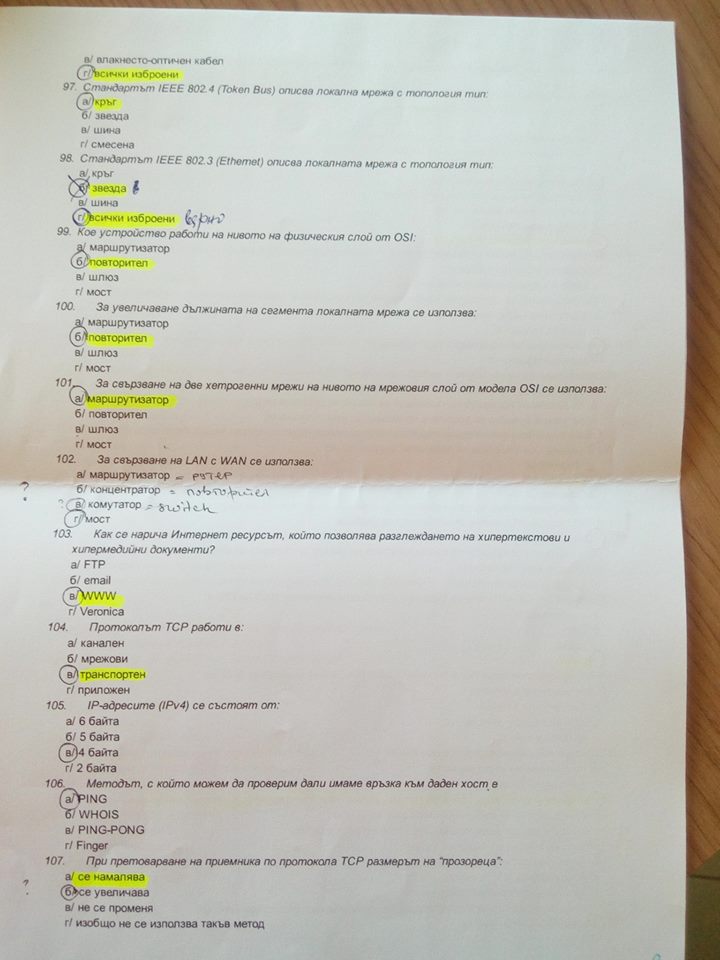 в/ влакнесто-оптичен кабел
г/ всички изброени
97. Стандартът IEEE 802.4 (Token Bus) описва локална мрежа с топология тип:
а/ кръг
б/ звезда
в/ шина
г/ смесена
98. Стандартът IEEE 802.3 (Ethernet) описва локалната мрежа с топология тип:
а/ кръг
б/ звезда
в/ шина
г/ всички изброени вярно
99. Кое устройство работи на нивото на физическия слой от OSI:
а/ маршрутизатор
б/ повторител
в/ шлюз
г/ мост
100. За увеличаване дължината на сегмента локалната мрежа се използва:
а/ маршрутизатор
б/ повторител
в/ шлюз
г/ мост
101. За свързване на две хетрогенни мрежи на нивото на мрежовия слой от модела OSI се използва:
а/ маршрутизатор
б/ повторител
в/ шлюз
г/ мост
102. За свързване на LAN с WAN се използва:
а/ маршрутизатор = рутер
? б/ концентратор = повторител
? в/ комутатор = switch
г/ мост
103. Как се нарича Интернет ресурсът, който позволява разглеждането на хипертекстови и
хипермедийни документи?
а/ FTP
б/ email
в/ WWW
г/ Veronica
104. Протоколът TCP работи в:
а/ канален
б/ мрежови
в/ транспортен
г/ приложен
105. IP-адресите (IPv4) се състоят от:
а/ 6 байта
б/ 5 байта
в/ 4 байта
г/ 2 байта
106. Методът, с който можем да проверим дали имаме връзка към даден хост е
а/ PING
б/ WHOIS
в/ PING-PONG
г/ Finger
107. При претоварване на приемника по протокола TCP размерът на "прозореца":
а/ се намалява
? б/ се увеличава
в/ не се променя
г/ изобщо не се използва такъв метод